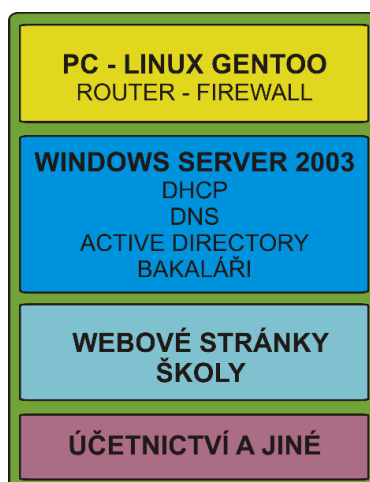 PC - LINUX GENTOO
ROUTER - FIREWALL
WINDOWS SERVER 2003
DHCP
DNS
ACTIVE DIRECTORY
BAKALÁŘI
WEBOVÉ STRÁNKY
ŠKOLY
ÚČETNICTVÍ A JINÉ